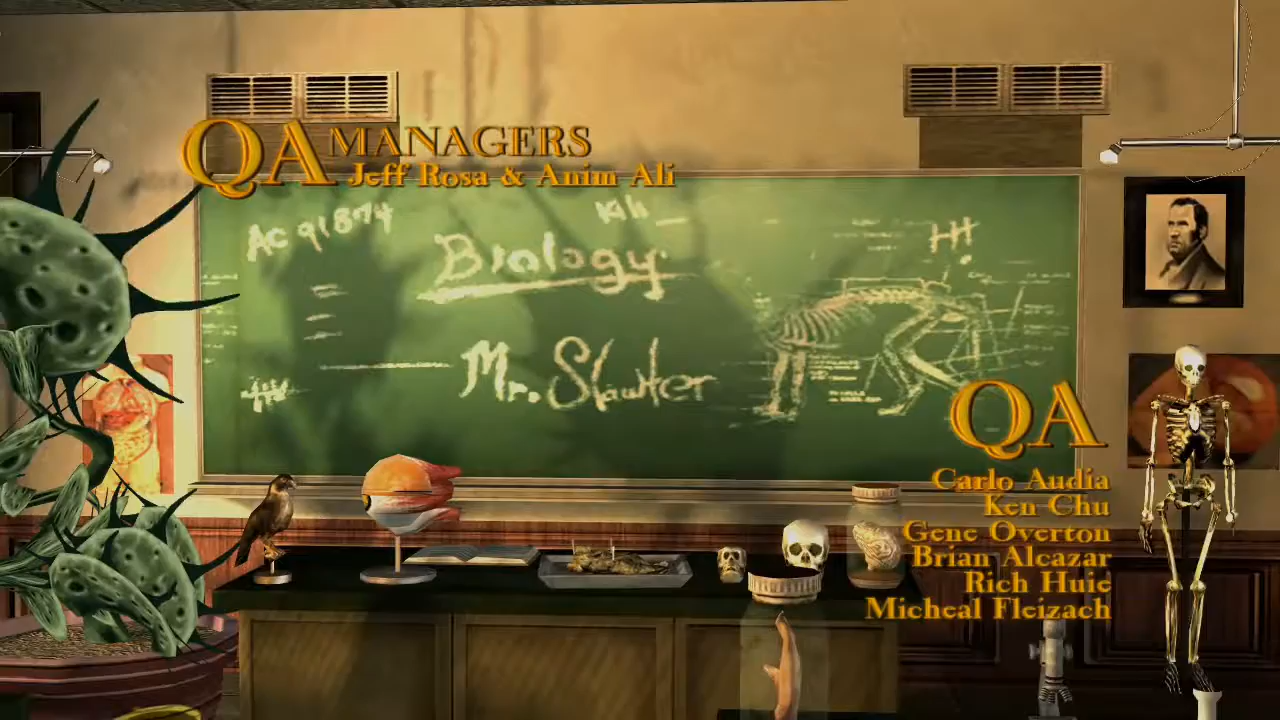 QA MANAGERS
Jeff Rosa & Anim Ali
Ac 91874
Biology
Mr. Slawter
QA
Carlo Audia
Ken Chu
Gene Overton
Brian Alcazar
Rich Huie
Micheal Fleizach